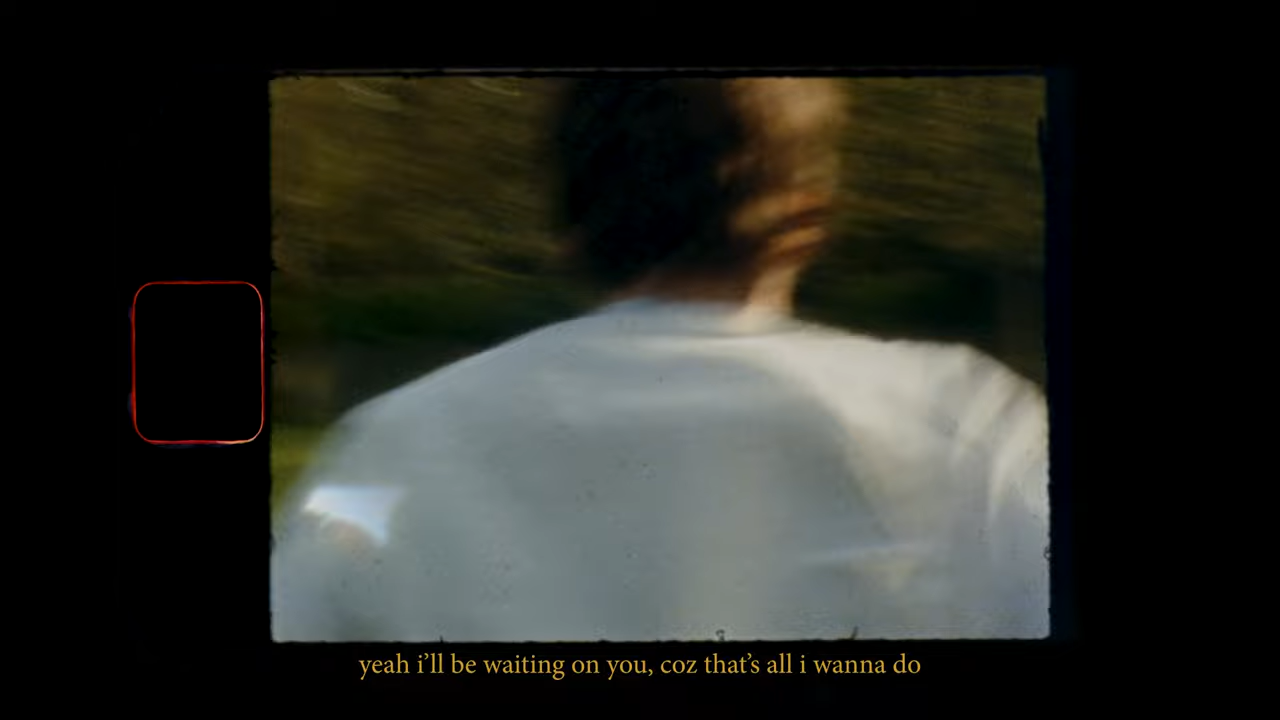 yeah i’ll be waiting on you, coz that’s all i wanna do